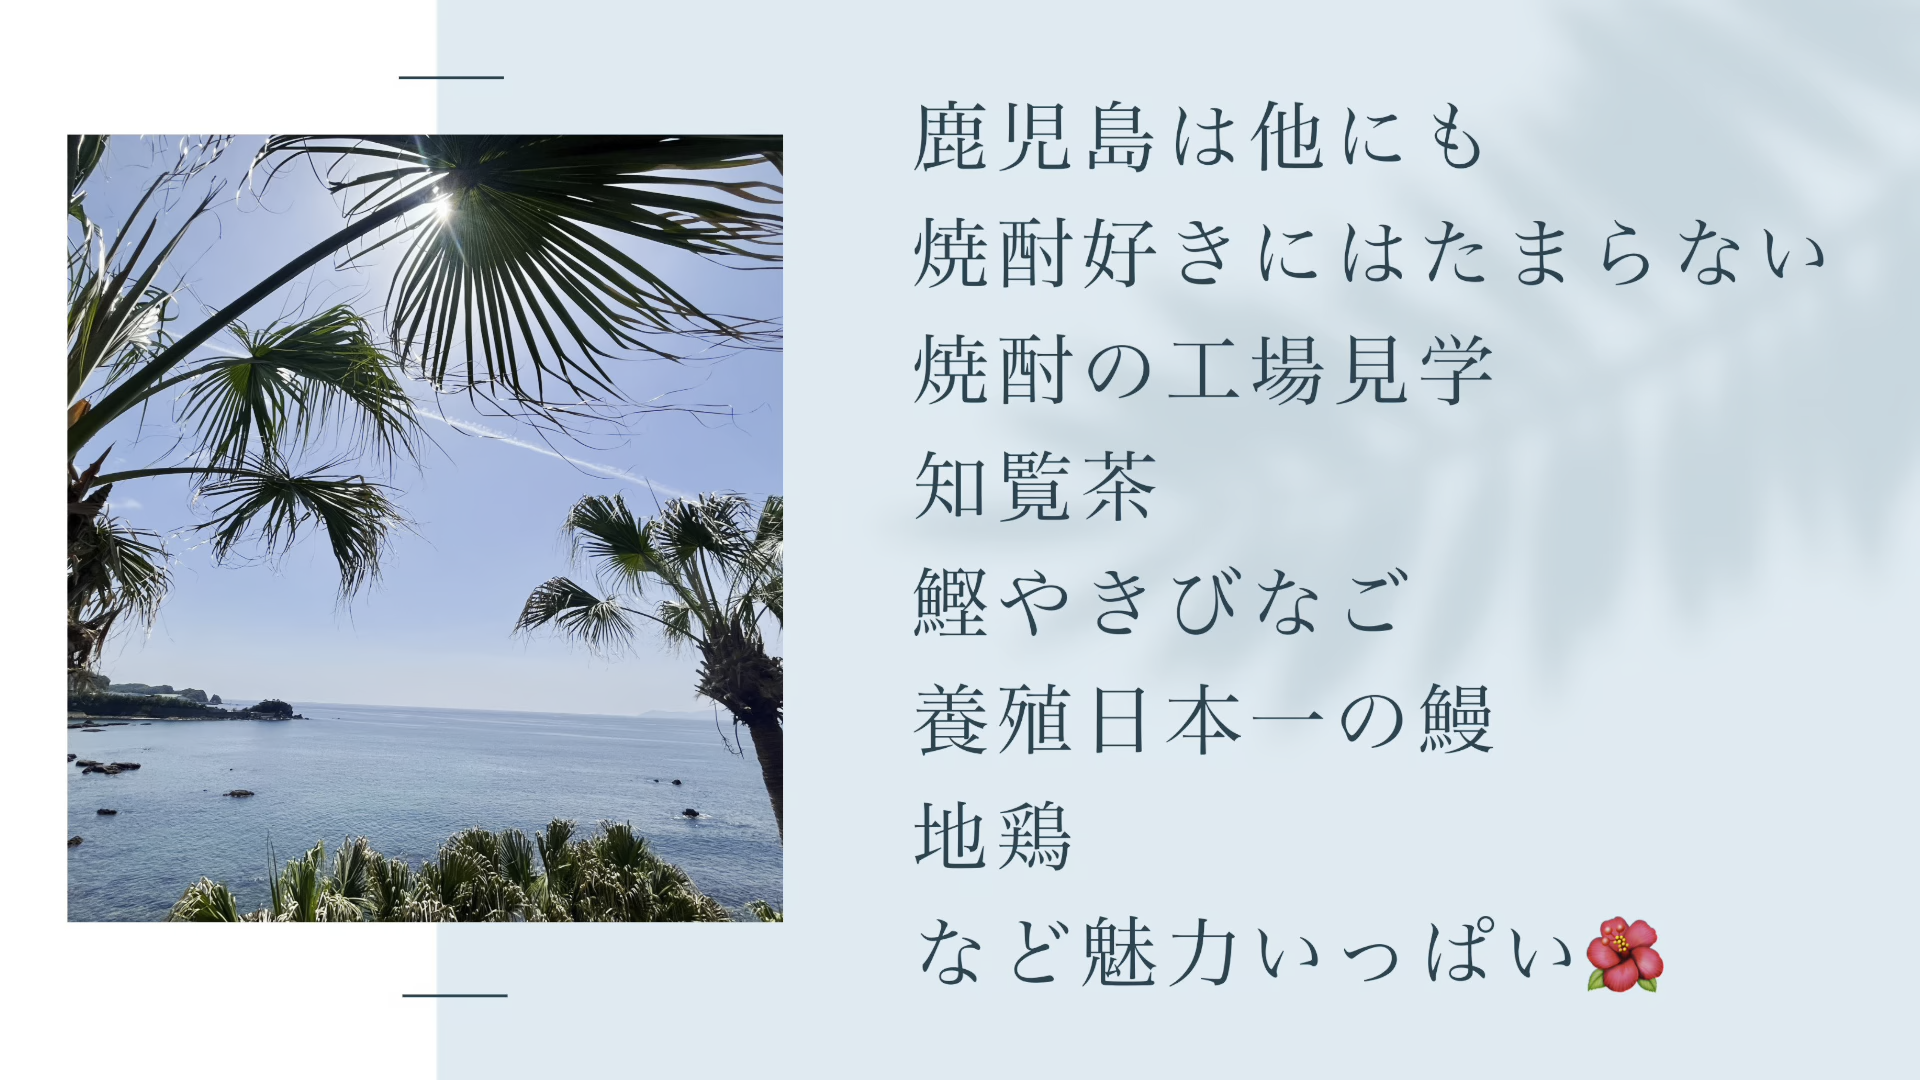 鹿児島は他にも
焼酎好きにはたまらない
焼酎の工場見学
知覧茶
鰹やきびなご
養殖日本一の鰻
地鶏
など魅力いっぱい🌺